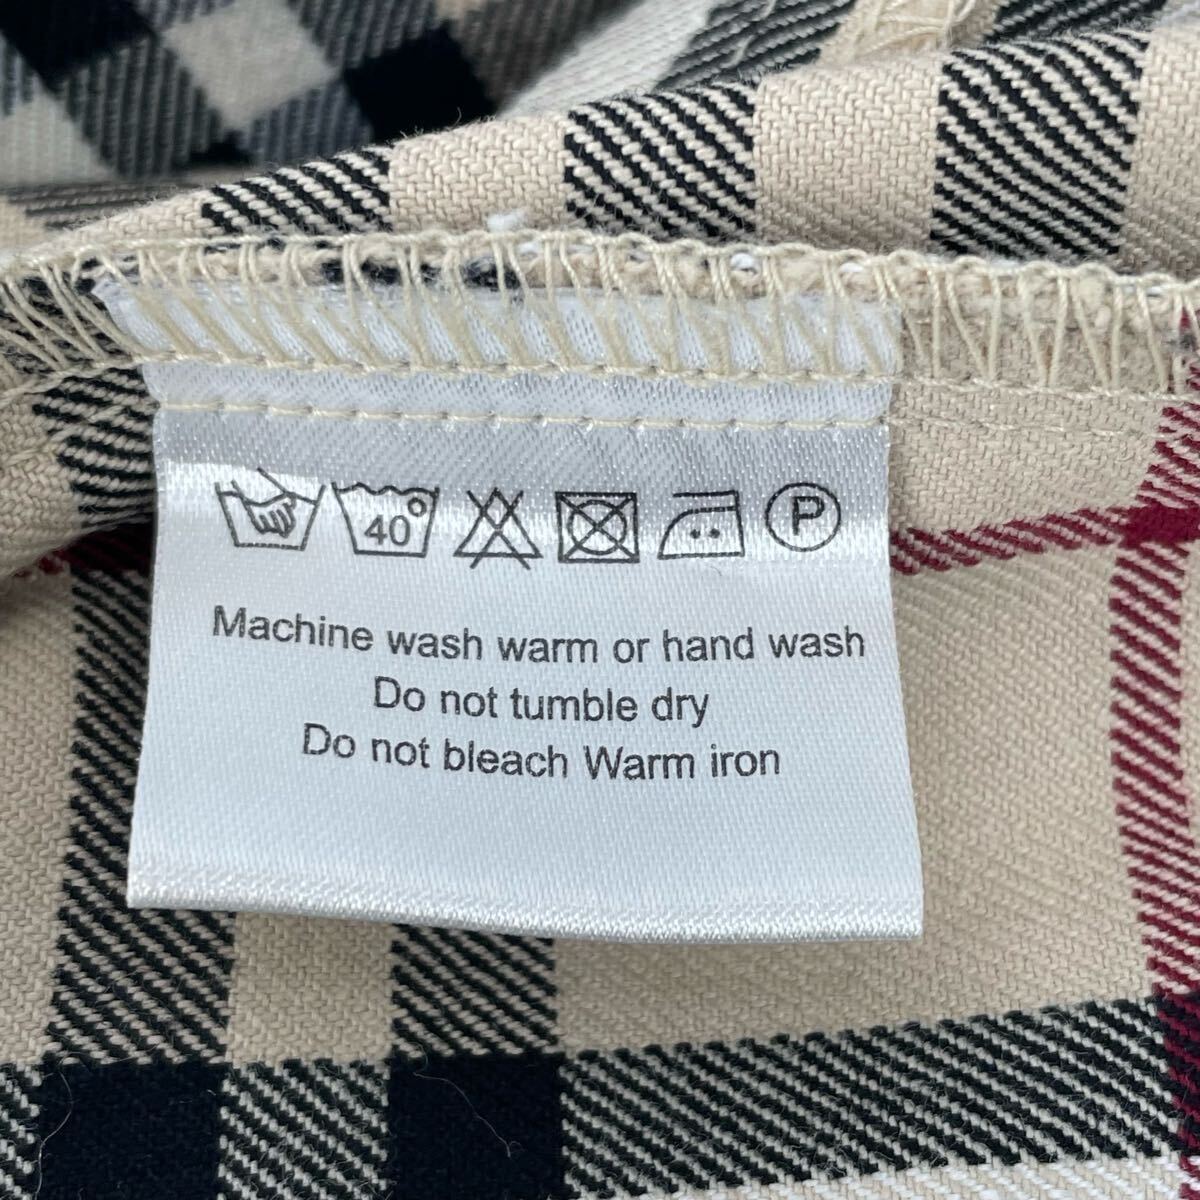 40°
P
Machine wash warm or hand wash
Do not tumble dry
Do not bleach Warm iron